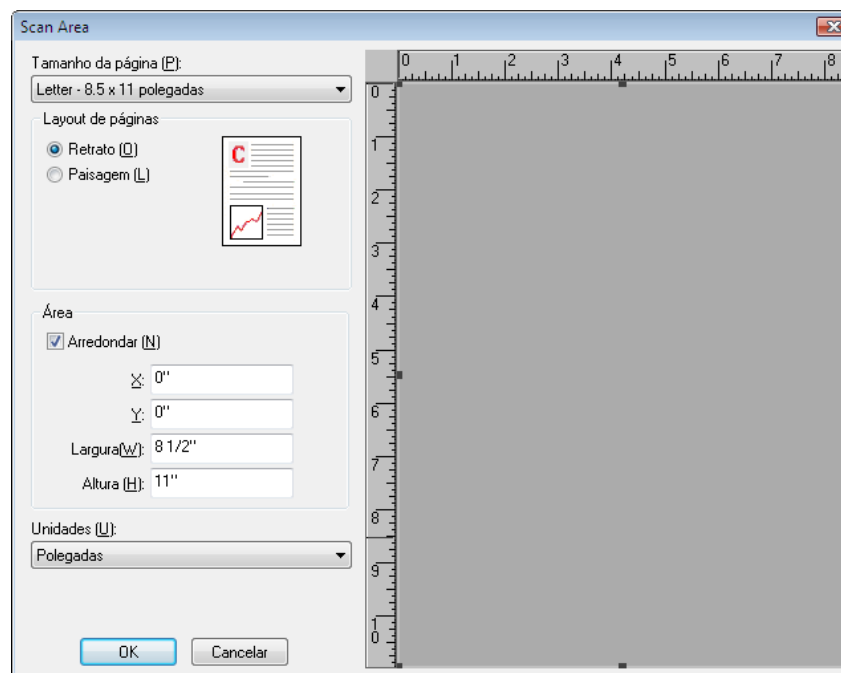 Scan Area
Tamanho da página (P):
Letter - 8.5 x 11 polegadas
Layout de páginas
Retrato (O)
Paisagem (L)
C
Área
Arredondar (N)
X: 0"
Y: 0"
Largura(W): 8 1/2"
Altura (H): 11"
Unidades (U):
Polegadas
OK Cancelar
0 1 2 3 4 5 6 7 8
0
1
2
3
4
5
6
7
8
9
10